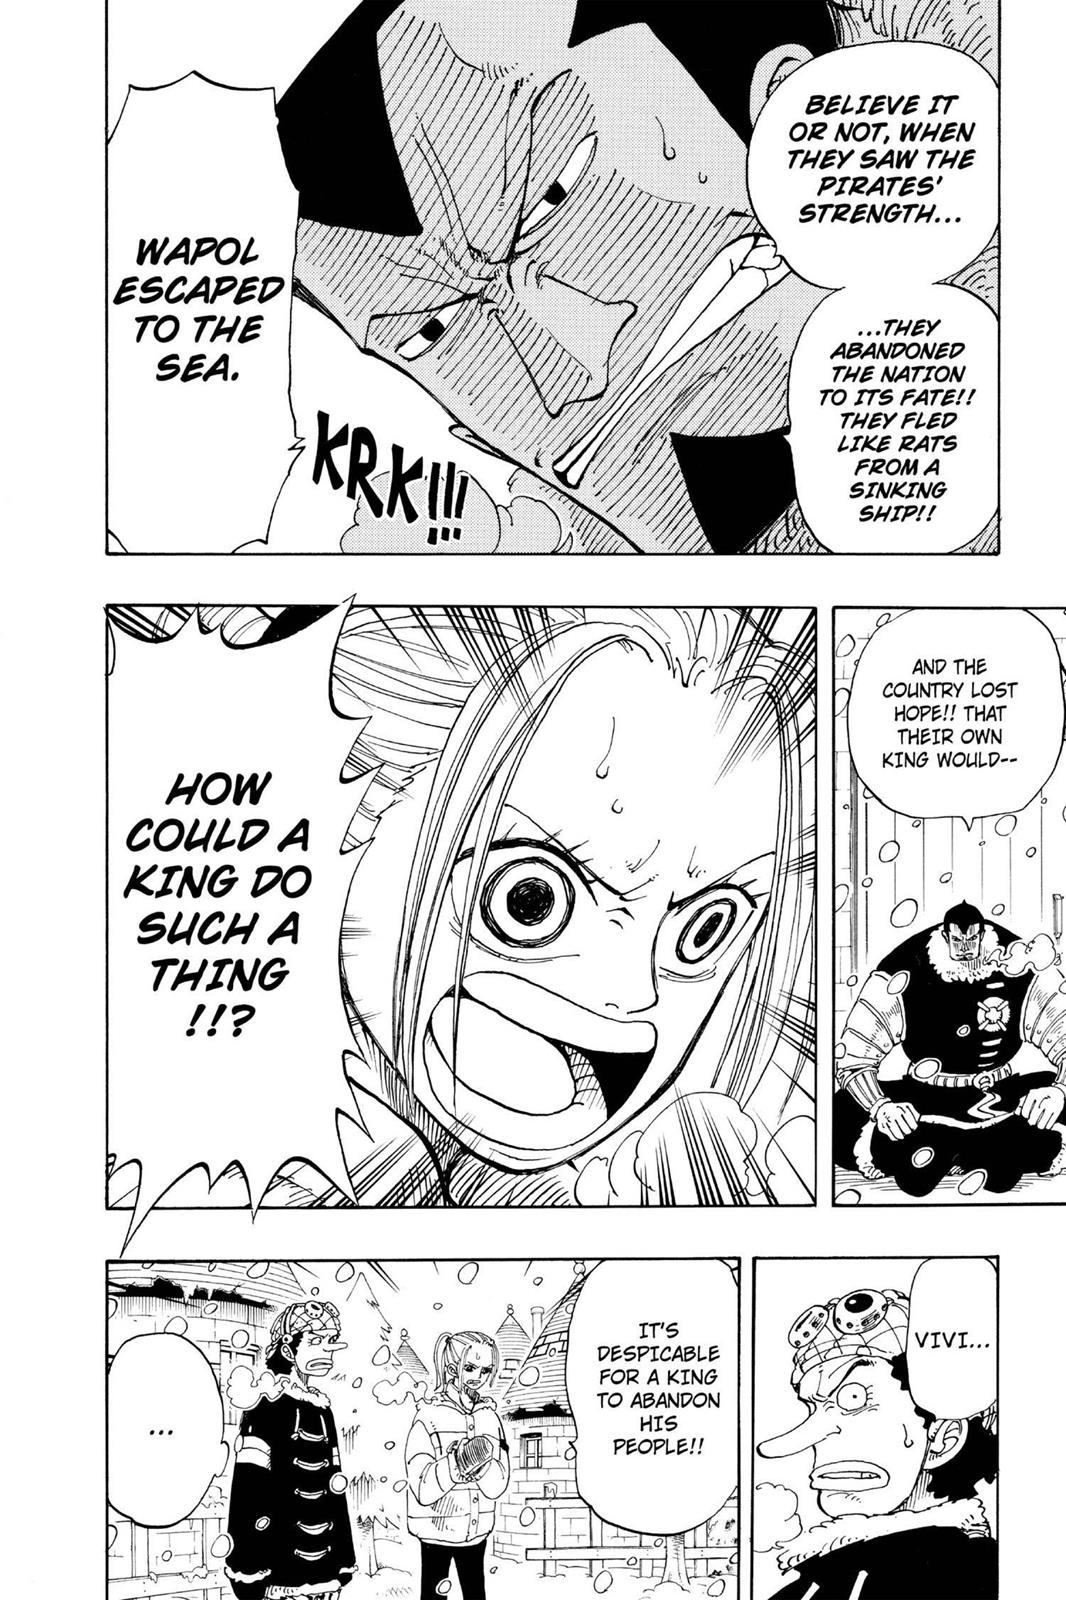 BELIEVE IT
OR NOT, WHEN
THEY SAW THE
PIRATES'
STRENGTH...
...THEY
ABANDONED
THE NATION
TO ITS FATE!!
THEY FLED
LIKE RATS
FROM A
SINKING
SHIP!!
WAPOL
ESCAPED
TO THE
SEA.
KRK!!!
AND THE
COUNTRY LOST
HOPE!! THAT
THEIR OWN
KING WOULD--
HOW
COULD A
KING DO
SUCH A
THING
!!?
VIVI...
IT'S
DESPICABLE
FOR A KING
TO ABANDON
HIS
PEOPLE!!
...